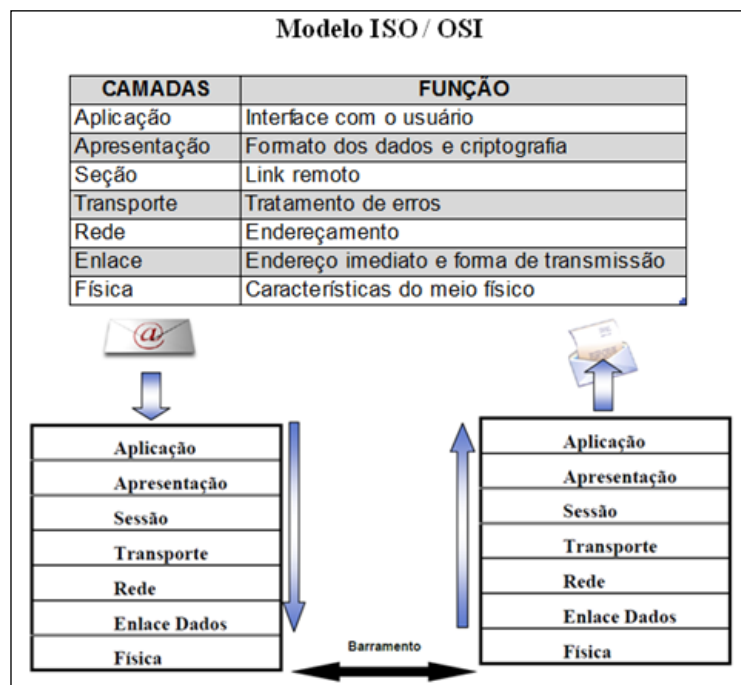 Modelo ISO / OSI
CAMADAS FUNÇÃO
Aplicação Interface com o usuário
Apresentação Formato dos dados e criptografia
Seção Link remoto
Transporte Tratamento de erros
Rede Endereçamento
Enlace Endereço imediato e forma de transmissão
Física Características do meio físico
@
Aplicação
Apresentação
Sessão
Transporte
Rede
Enlace Dados
Física
Barramento
Aplicação
Apresentação
Sessão
Transporte
Rede
Enlace Dados
Física